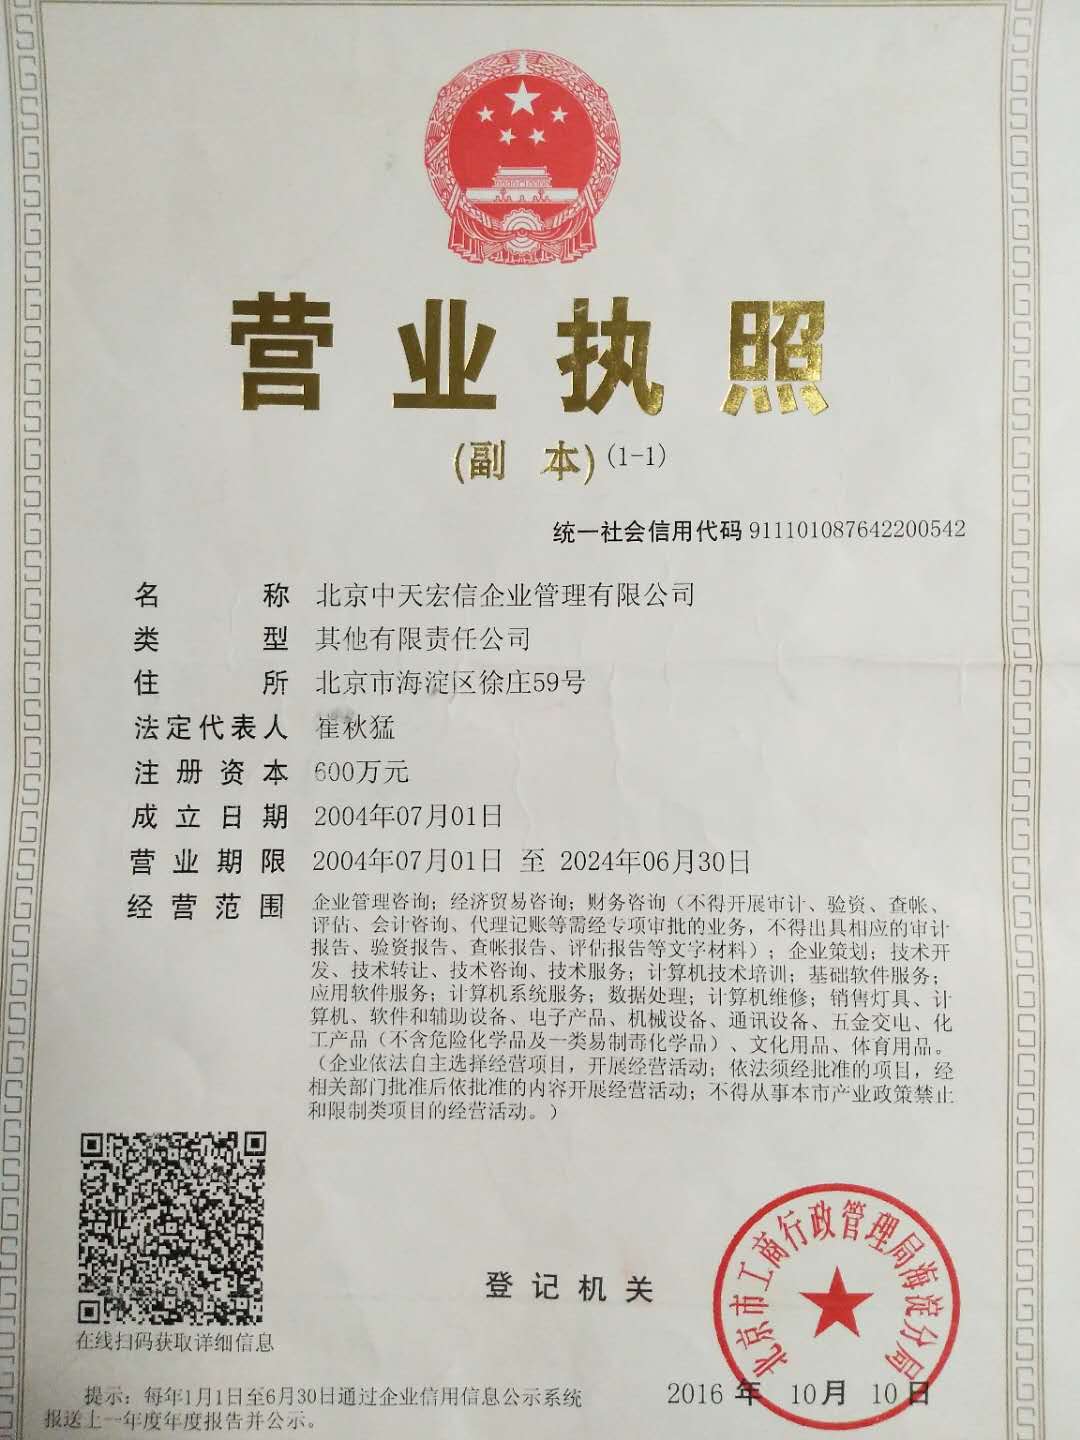 营业执照
(副 本) (1-1)
统一社会信用代码 911101087642200542
名 称 北京中天宏信企业管理有限公司
类 型 其他有限责任公司
住 所 北京市海淀区徐庄59号
法定代表人 崔秋猛
注册资本 600万元
成立日期 2004年07月01日
营业期限 2004年07月01日 至 2024年06月30日
经营范围 企业管理咨询；经济贸易咨询；财务咨询（不得开展审计、验资、查帐、
评估、会计咨询、代理记账等需经专项审批的业务，不得出具相应的审计
报告、验资报告、查帐报告、评估报告等文字材料）；企业策划；技术开
发、技术转让、技术咨询、技术服务；计算机技术培训；基础软件服务；
应用软件服务；计算机系统服务；数据处理；计算机维修；销售灯具、计
算机、软件和辅助设备、电子产品、机械设备、通讯设备、五金交电、化
工产品（不含危险化学品及一类易制毒化学品）、文化用品、体育用品。
（企业依法自主选择经营项目，开展经营活动；依法须经批准的项目，经
相关部门批准后依批准的内容开展经营活动；不得从事本市产业政策禁止
和限制类项目的经营活动。）
在线扫码获取详细信息
登记机关
北京市工商行政管理局海淀分局
2016 年 10 月 10 日
提示：每年1月1日至6月30日通过企业信用信息公示系统
报送上一年度年度报告并公示。